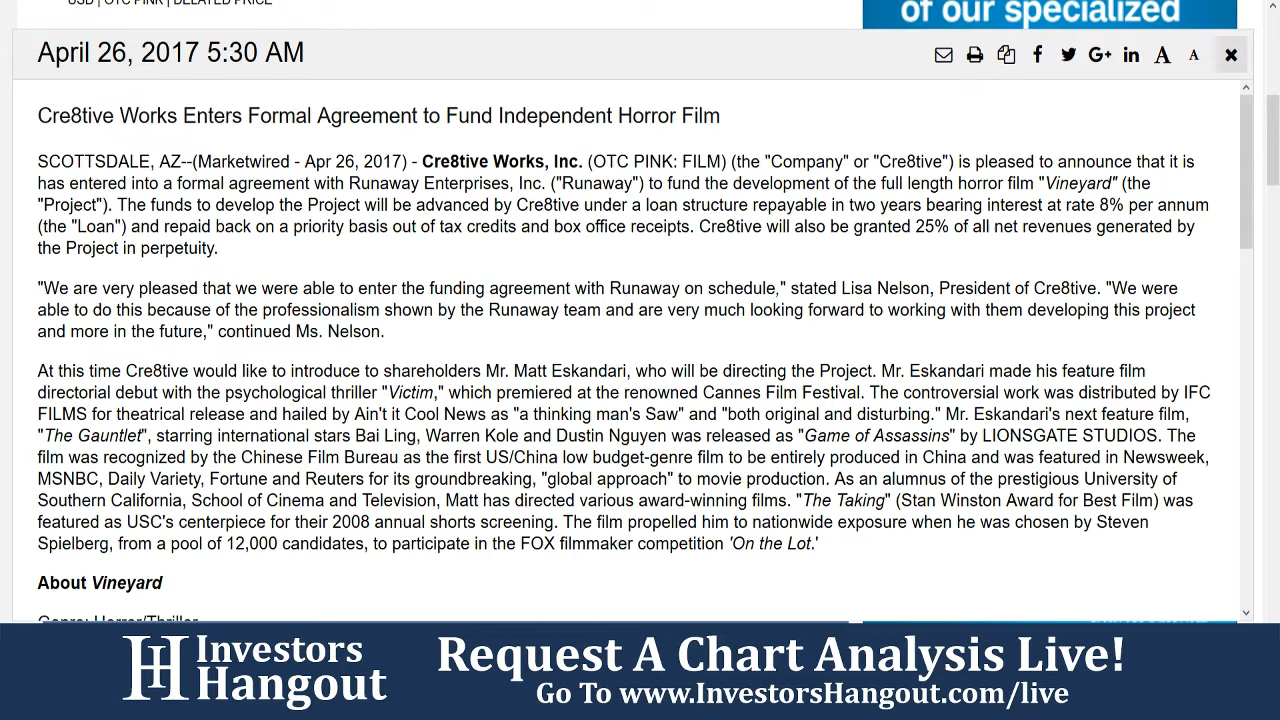 USD | OTC PINK | DELAYED PRICE
of our specialized
April 26, 2017 5:30 AM
Cre8tive Works Enters Formal Agreement to Fund Independent Horror Film
SCOTTSDALE, AZ--(Marketwired - Apr 26, 2017) - Cre8tive Works, Inc. (OTC PINK: FILM) (the "Company" or "Cre8tive") is pleased to announce that it is
has entered into a formal agreement with Runaway Enterprises, Inc. ("Runaway") to fund the development of the full length horror film "Vineyard" (the
"Project"). The funds to develop the Project will be advanced by Cre8tive under a loan structure repayable in two years bearing interest at rate 8% per annum
(the "Loan") and repaid back on a priority basis out of tax credits and box office receipts. Cre8tive will also be granted 25% of all net revenues generated by
the Project in perpetuity.
"We are very pleased that we were able to enter the funding agreement with Runaway on schedule," stated Lisa Nelson, President of Cre8tive. "We were
able to do this because of the professionalism shown by the Runaway team and are very much looking forward to working with them developing this project
and more in the future," continued Ms. Nelson.
At this time Cre8tive would like to introduce to shareholders Mr. Matt Eskandari, who will be directing the Project. Mr. Eskandari made his feature film
directorial debut with the psychological thriller "Victim," which premiered at the renowned Cannes Film Festival. The controversial work was distributed by IFC
FILMS for theatrical release and hailed by Ain't it Cool News as "a thinking man's Saw" and "both original and disturbing." Mr. Eskandari's next feature film,
"The Gauntlet", starring international stars Bai Ling, Warren Kole and Dustin Nguyen was released as "Game of Assassins" by LIONSGATE STUDIOS. The
film was recognized by the Chinese Film Bureau as the first US/China low budget-genre film to be entirely produced in China and was featured in Newsweek,
MSNBC, Daily Variety, Fortune and Reuters for its groundbreaking, "global approach" to movie production. As an alumnus of the prestigious University of
Southern California, School of Cinema and Television, Matt has directed various award-winning films. "The Taking" (Stan Winston Award for Best Film) was
featured as USC's centerpiece for their 2008 annual shorts screening. The film propelled him to nationwide exposure when he was chosen by Steven
Spielberg, from a pool of 12,000 candidates, to participate in the FOX filmmaker competition 'On the Lot.'
About Vineyard
Genre: Horror/Thriller
Investors
Hangout
Request A Chart Analysis Live!
Go To www.InvestorsHangout.com/live